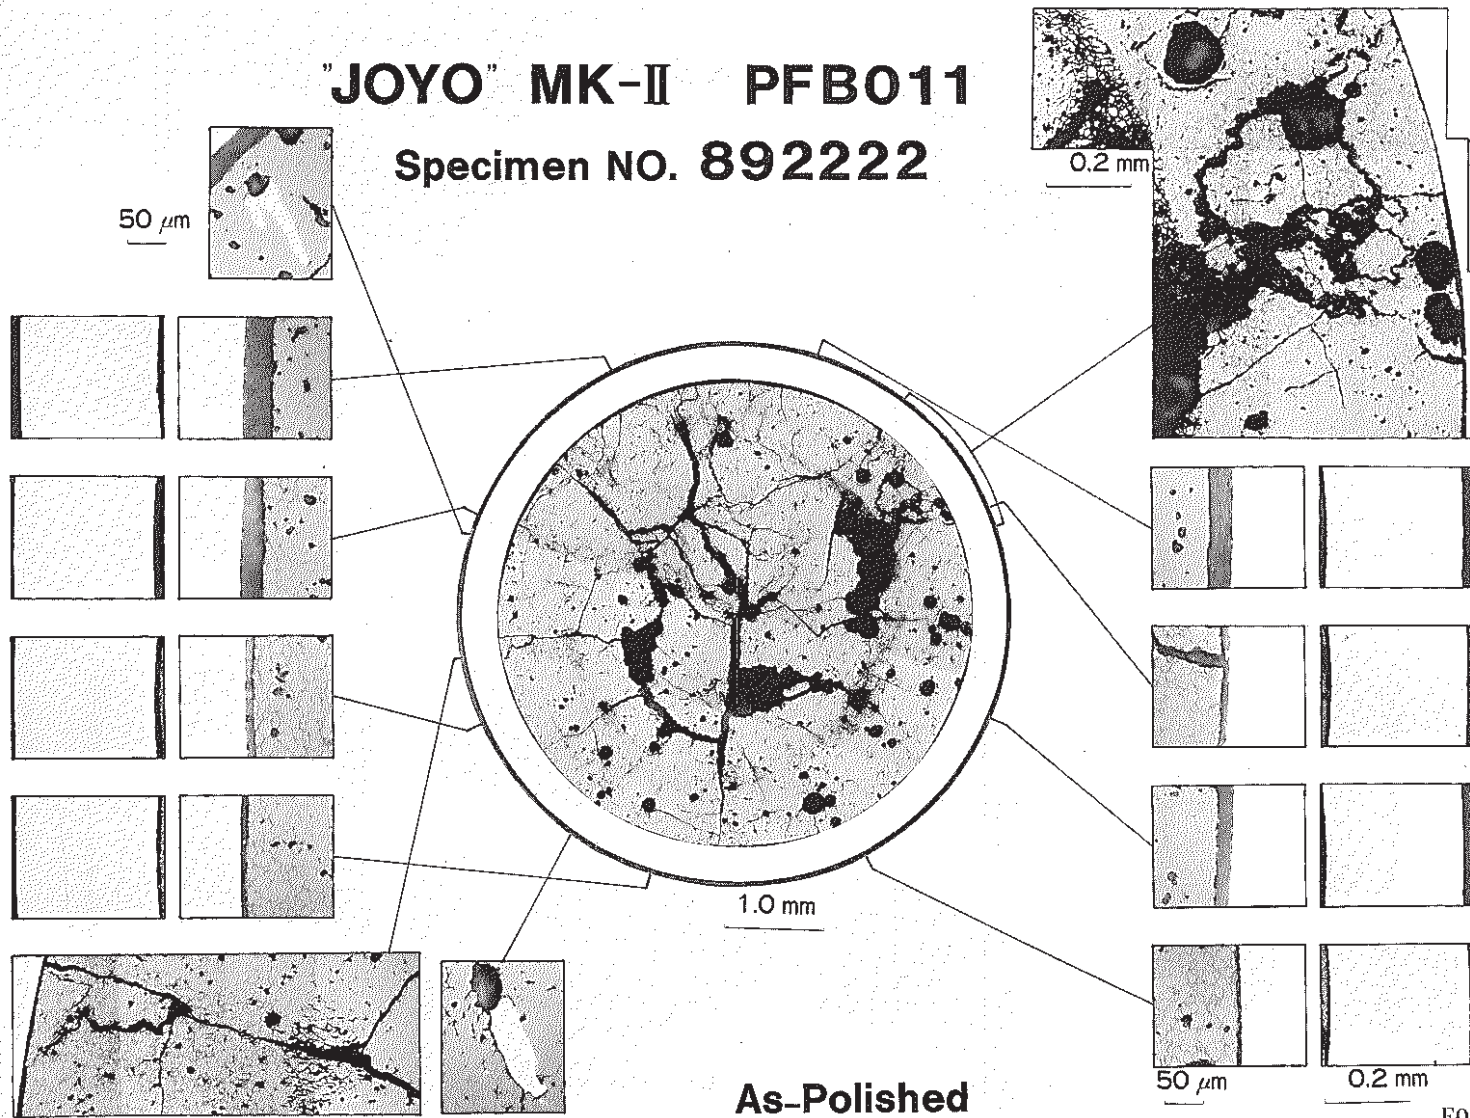 "JOYO" MK-II PFB011
Specimen NO. 892222
0.2 mm
50 μm
1.0 mm
50 μm
0.2 mm
As-Polished